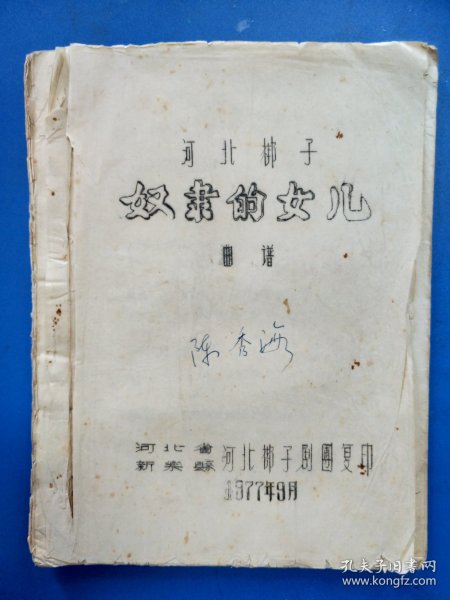 河北梆子
奴隶的女儿
曲谱
陈秀海
河北省
新乐县
河北梆子剧团复印
1977年9月
孔夫子旧书网
www.kongfz.com